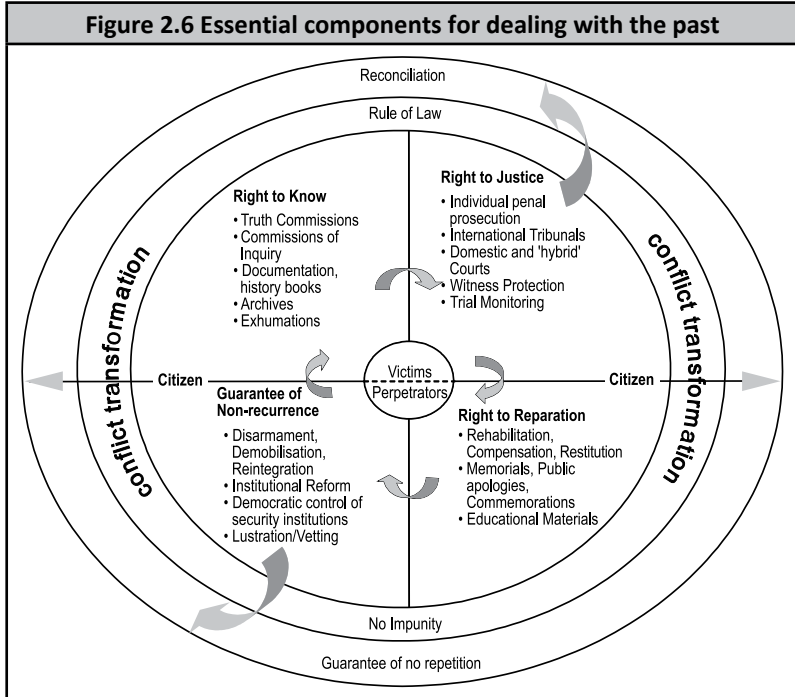 Figure 2.6 Essential components for dealing with the past
Reconciliation
Rule of Law
Right to Know
• Truth Commissions
• Commissions of
Inquiry
• Documentation,
history books
• Archives
• Exhumations
Right to Justice
• Individual penal
prosecution
• International Tribunals
• Domestic and 'hybrid'
Courts
• Witness Protection
• Trial Monitoring
conflict transformation
conflict transformation
Citizen
Victims
Perpetrators
Citizen
Guarantee of
Non-recurrence
• Disarmament,
Demobilisation,
Reintegration
• Institutional Reform
• Democratic control of
security institutions
• Lustration/Vetting
Right to Reparation
• Rehabilitation,
Compensation, Restitution
• Memorials, Public
apologies,
Commemorations
• Educational Materials
No Impunity
Guarantee of no repetition